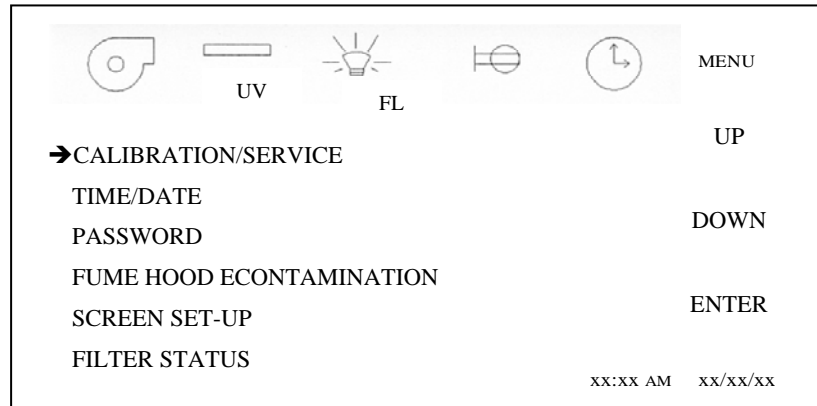 MENU
UV
FL
UP
➔CALIBRATION/SERVICE
TIME/DATE
DOWN
PASSWORD
FUME HOOD ECONTAMINATION
ENTER
SCREEN SET-UP
FILTER STATUS
XX:XX AM XX/XX/XX